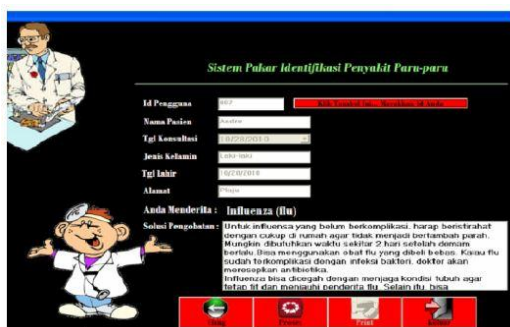 Sistem Pakar Identifikasi Penyakit Paru-paru
Id Pengguna
Nama Pasien
Tgl Konsultasi
Jenis Kelamin
Tgl lahir 10/20/2010
Alamat
Anda Menderita : Influenza (flu)
Solusi Pengobatan : Untuk influensa yang belum berkomplikasi, harap beristirahat
dengan cukup di rumah agar tidak menjadi bertambah parah.
Mungkin dibutuhkan waktu sekitar 2 hari setelah demam
berlalu.Bisa menggunakan obat flu yang dibeli bebas. Kalau flu
sudah terkomplikasi dengan infeksi bakteri, dokter akan
meresepkan antibiotika.
Influenza bisa dicegah dengan menjaga kondisi tubuh agar
tetap fit dan menjauhi penderita flu. Selain itu, bisa
Print